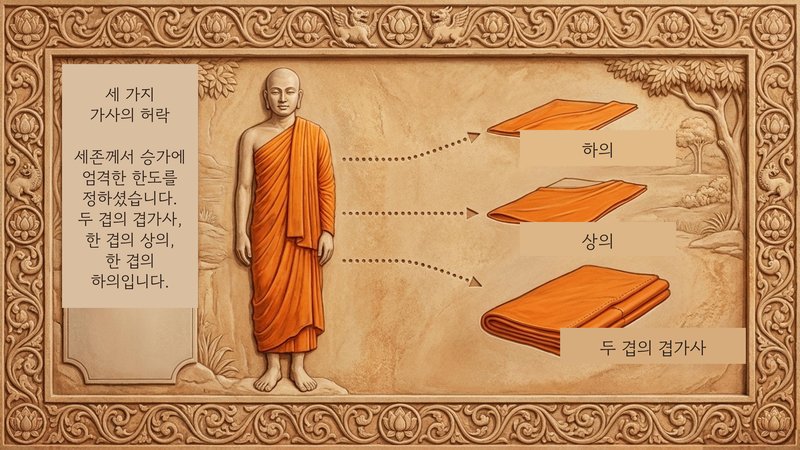 세 가지
가사의 허락
세존께서 승가에
엄격한 한도를
정하셨습니다.
두 겹의 겹가사,
한 겹의 상의,
한 겹의
하의입니다.
하의
상의
두 겹의 겹가사